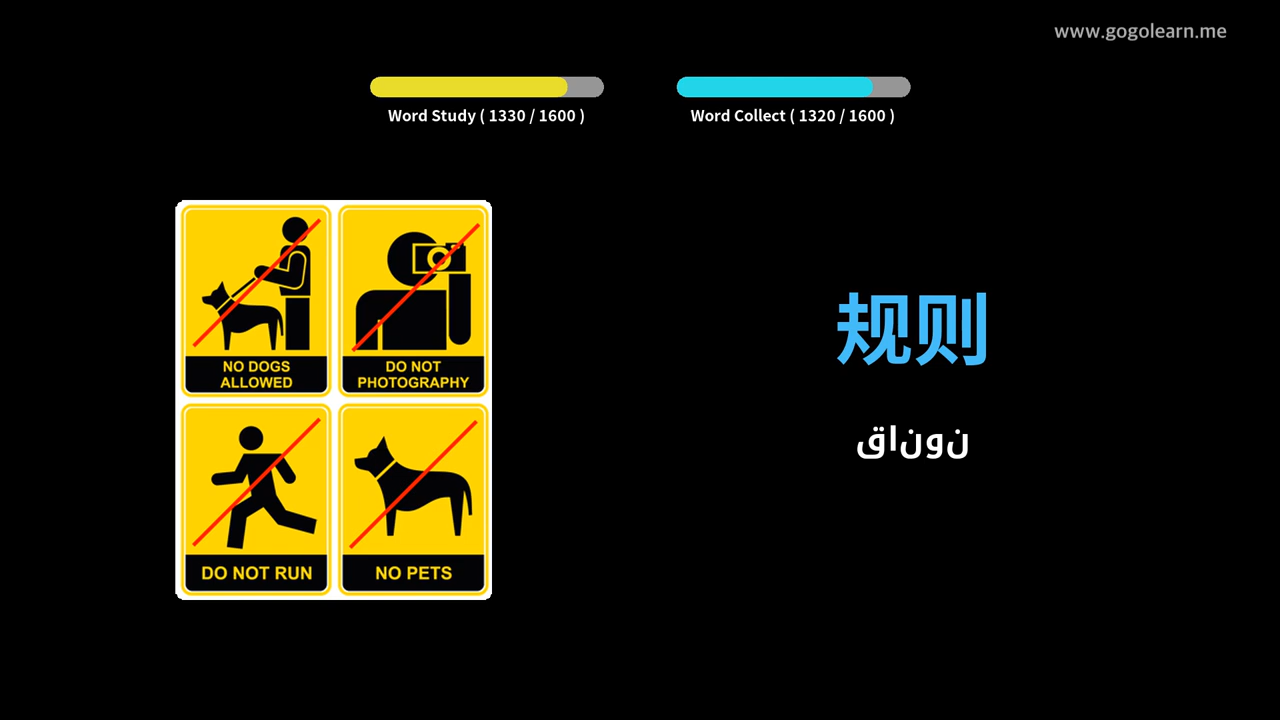 www.gogolearn.me
Word Study ( 1330 / 1600 )
Word Collect ( 1320 / 1600 )
NO DOGS
ALLOWED
DO NOT
PHOTOGRAPHY
DO NOT RUN
NO PETS
规则
نوناق